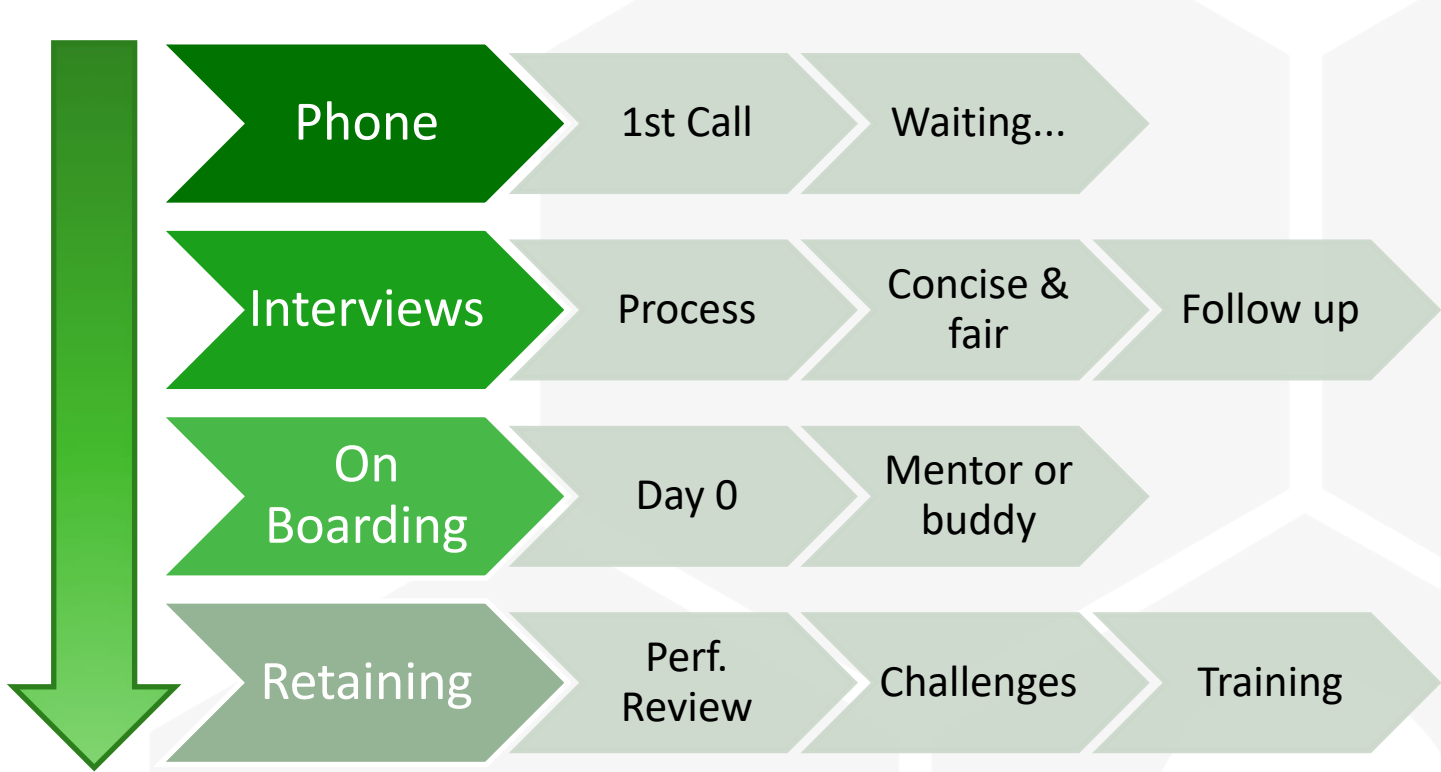 Phone
1st Call
Waiting...
Interviews
Process
Concise &
fair
Follow up
On
Boarding
Day 0
Mentor or
buddy
Retaining
Perf.
Review
Challenges
Training